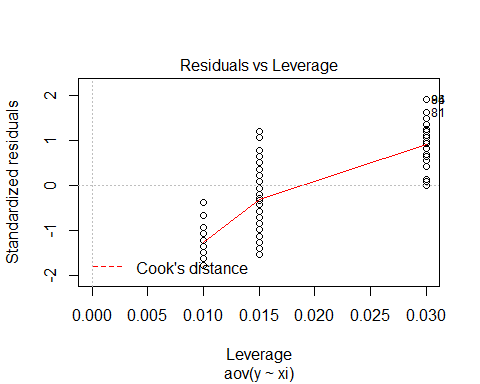 Residuals vs Leverage
Standardized residuals
2
1
0
-1
-2
81
Cook's distance
0.000 0.005 0.010 0.015 0.020 0.025 0.030
Leverage
aov(y ~ xi)